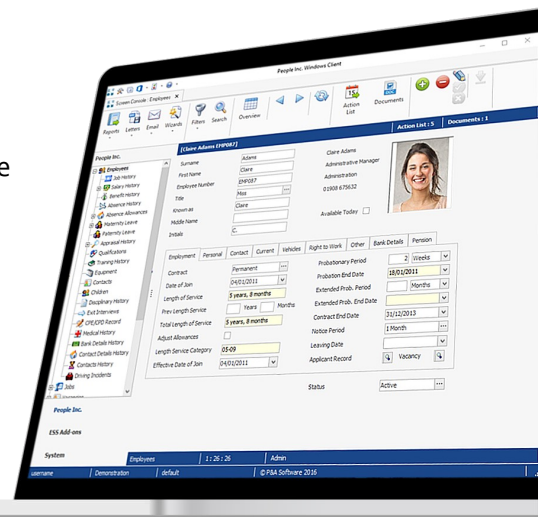 e
People Inc. Windows Client
Screen Console : Employees
Reports Letters Email Wizards Filters Search Overview Action List Documents
15
Action List : 5 Documents : 1
People Inc.
Employees
Job History
Salary History
Benefit History
Absence History
Absence Allowances
Maternity Leave
Paternity Leave
Appraisal History
Qualifications
Training History
Equipment
Contacts
Children
Disciplinary History
Exit Interviews
CPE/CPD Record
Medical History
Bank Details History
Contact Details History
Contacts History
Driving Incidents
Jobs
People Inc.
ESS Add-ons
System
[Claire Adams EMP087]
Surname Adams
First Name Claire
Employee Number EMP087
Title Miss
Known as Claire
Middle Name
Initials C.
Claire Adams
Administrative Manager
Administration
01908 675632
Available Today
Employment Personal Contact Current Vehicles Right to Work Other Bank Details Pension
Contract Permanent
Date of Join 04/01/2011
Length of Service 5 years, 8 months
Prev Length Service Years Months
Total Length of Service 5 years, 8 months
Adjust Allowances
Length Service Category 05-09
Effective Date of Join 04/01/2011
Probationary Period 2 Weeks
Probation End Date 18/01/2011
Extended Prob. Period Months
Extended Prob. End Date
Contract End Date 31/12/2013
Notice Period 1 Month
Leaving Date
Applicant Record Vacancy
Status Active
Employees 1 : 26 : 26 Admin
username Demonstration default © P&A Software 2016